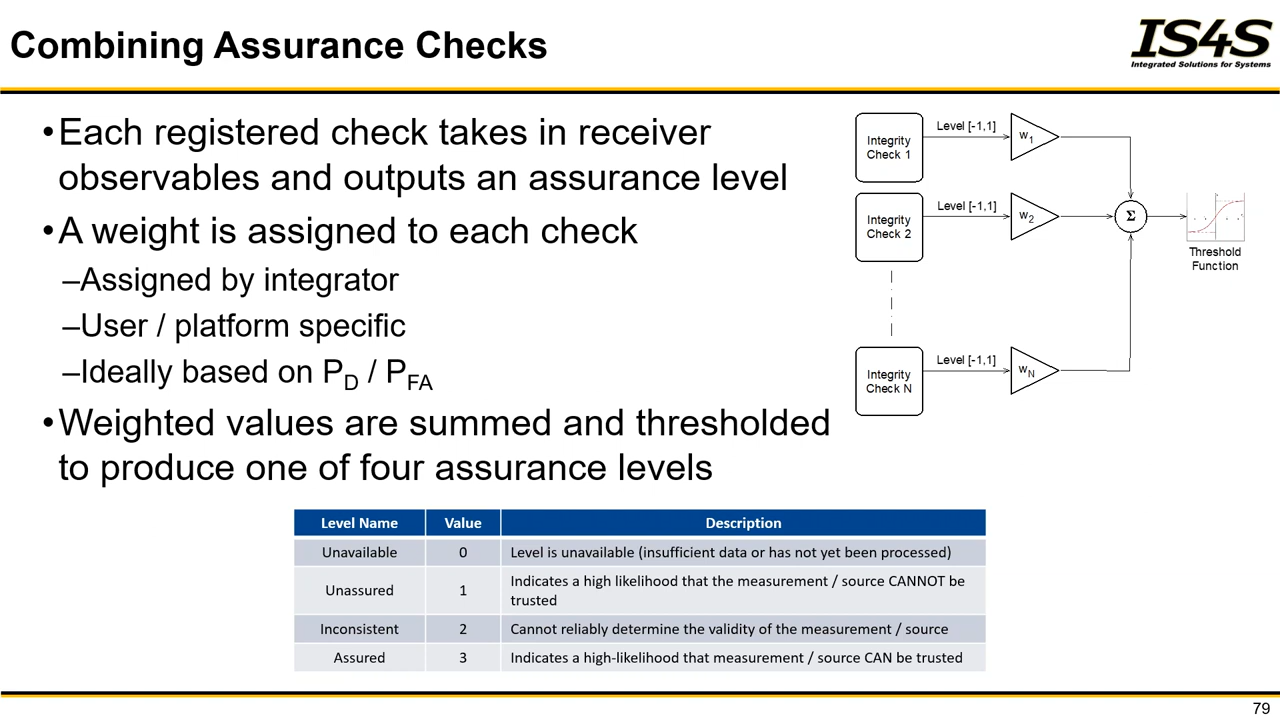 Combining Assurance Checks
IS4S
Integrated Solutions for Systems
•Each registered check takes in receiver
observables and outputs an assurance level
•A weight is assigned to each check
–Assigned by integrator
–User / platform specific
–Ideally based on PD / PFA
•Weighted values are summed and thresholded
to produce one of four assurance levels
Integrity
Check 1
Level [-1,1]
w1
Integrity
Check 2
Level [-1,1]
w2
Σ
Threshold
Function
Integrity
Check N
Level [-1,1]
wN
Level Name Value Description
Unavailable 0 Level is unavailable (insufficient data or has not yet been processed)
Unassured 1 Indicates a high likelihood that the measurement / source CANNOT be
trusted
Inconsistent 2 Cannot reliably determine the validity of the measurement / source
Assured 3 Indicates a high-likelihood that measurement / source CAN be trusted
79